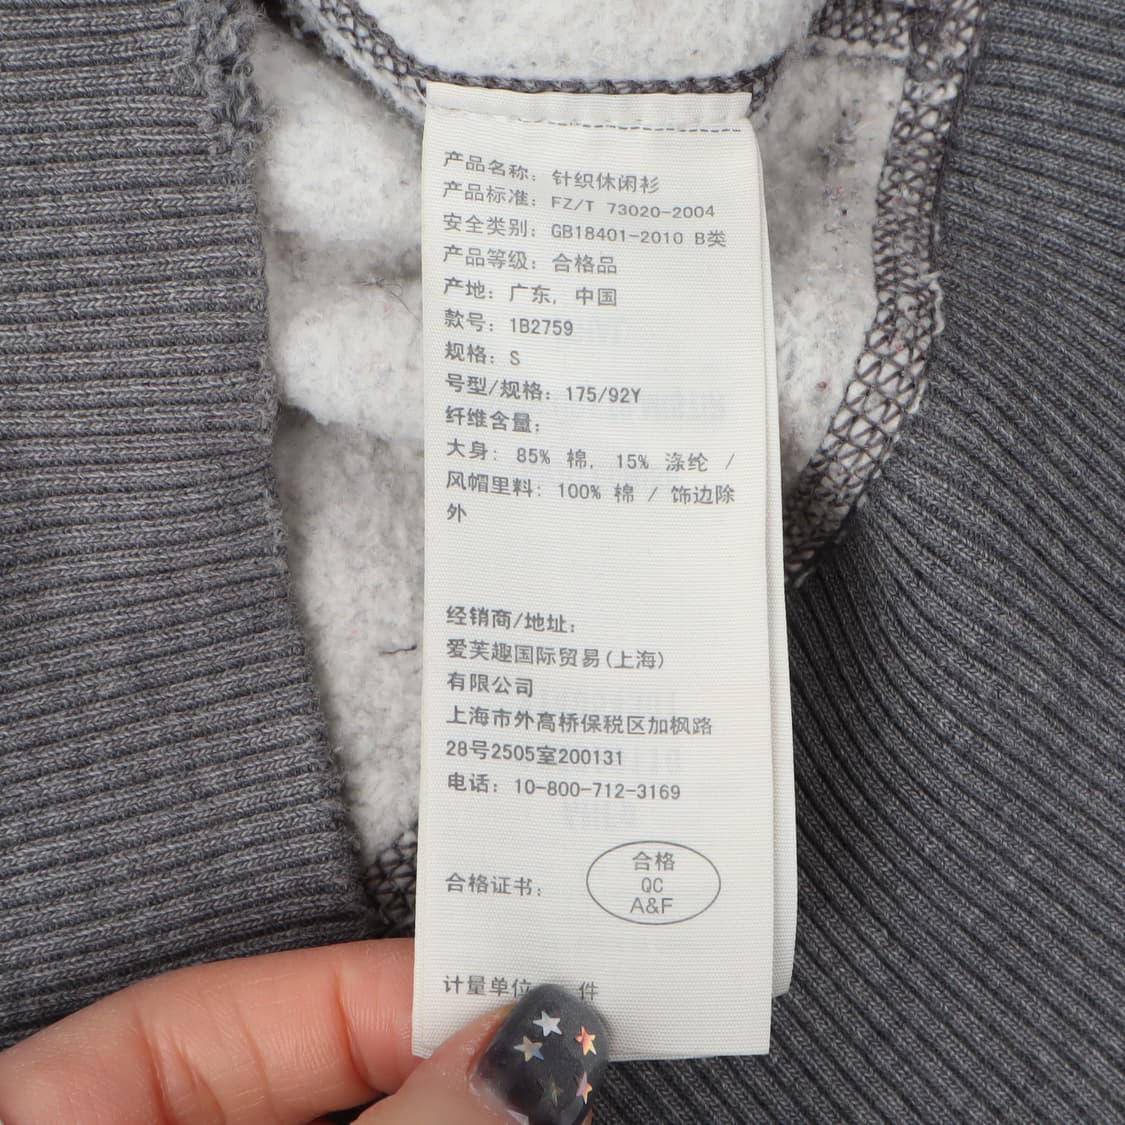 产品名称: 针织休闲衫
产品标准: FZ/T 73020-2004
安全类别: GB18401-2010 B类
产品等级: 合格品
产地: 广东, 中国
款号: 1B2759
规格: S
号型/规格: 175/92Y
纤维含量:
大身: 85% 棉, 15% 涤纶 /
风帽里料: 100% 棉 / 饰边除
外
经销商/地址:
爱芙趣国际贸易(上海)
有限公司
上海市外高桥保税区加枫路
28号2505室200131
电话: 10-800-712-3169
合格
合格证书: QC
A&F
计量单位 件